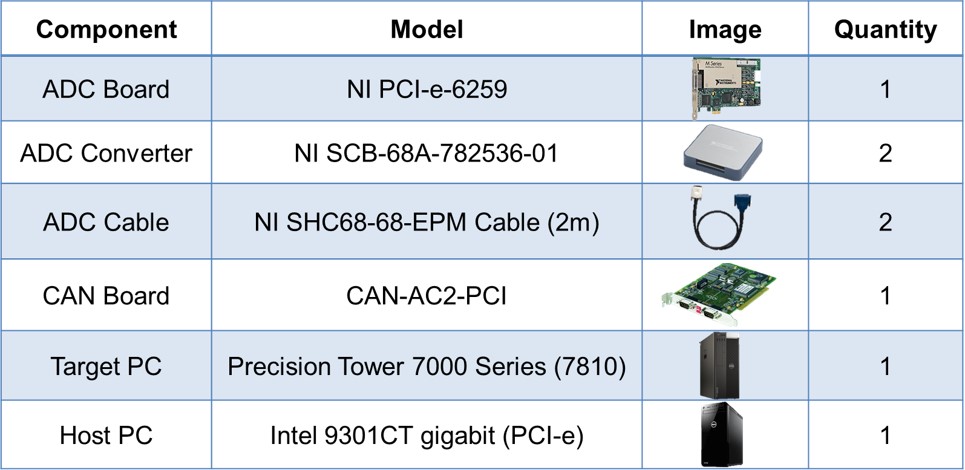 Component Model Image Quantity
ADC Board NI PCI-e-6259 M Series 1
ADC Converter NI SCB-68A-782536-01 2
ADC Cable NI SHC68-68-EPM Cable (2m) 2
CAN Board CAN-AC2-PCI 1
Target PC Precision Tower 7000 Series (7810) 1
Host PC Intel 9301CT gigabit (PCI-e) 1